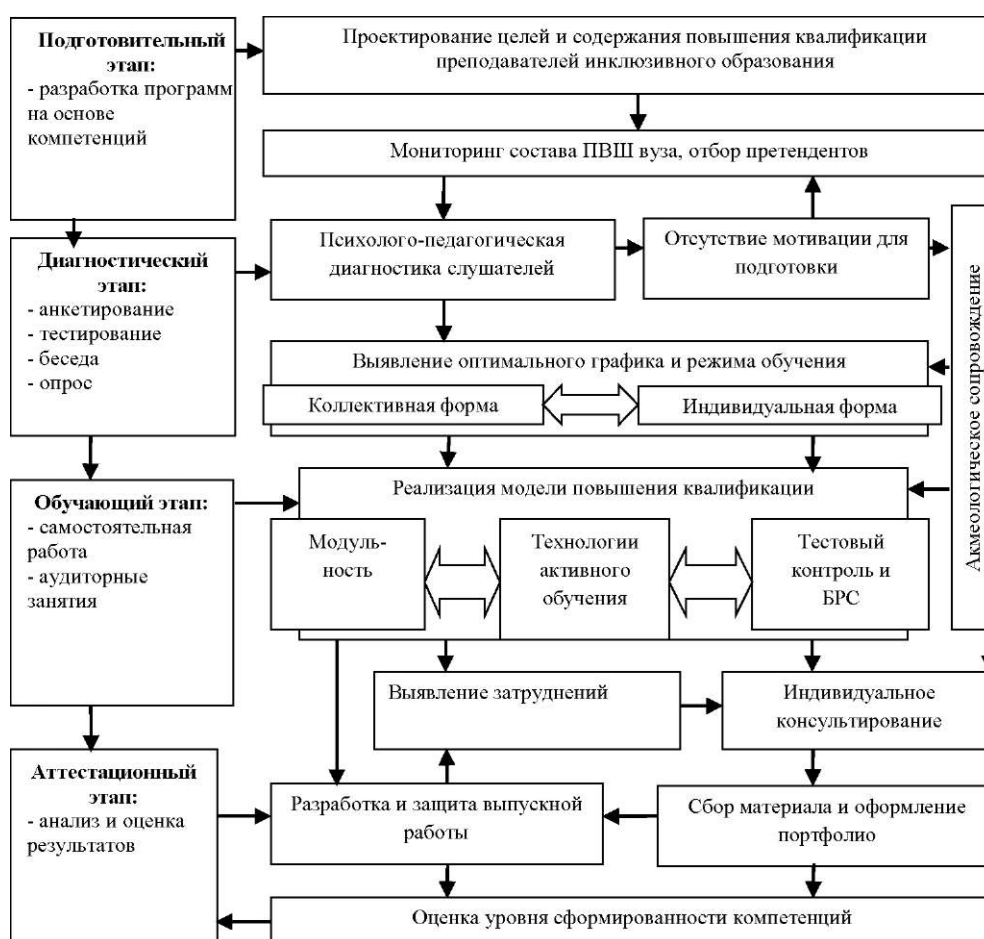 Подготовительный
этап:
- разработка программ
на основе
компетенций
Проектирование целей и содержания повышения квалификации
преподавателей инклюзивного образования
Мониторинг состава ПВШ вуза, отбор претендентов
Диагностический
этап:
- анкетирование
- тестирование
- беседа
- опрос
Психолого-педагогическая
диагностика слушателей
Отсутствие мотивации для
подготовки
Акмеологическое сопровождение
Выявление оптимального графика и режима обучения
Коллективная форма
Индивидуальная форма
Обучающий этап:
- самостоятельная
работа
- аудиторные
занятия
Реализация модели повышения квалификации
Модуль-
ность
Технологии
активного
обучения
Тестовый
контроль и
БРС
Выявление затруднений
Индивидуальное
консультирование
Аттестационный
этап:
- анализ и оценка
результатов
Разработка и защита выпускной
работы
Сбор материала и оформление
портфолио
Оценка уровня сформированности компетенций